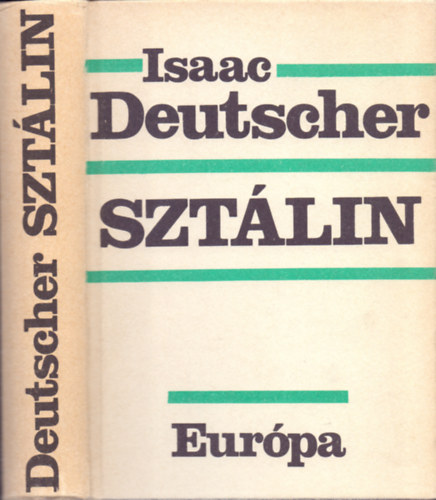 Deutscher SZTÁLIN
Isaac
Deutscher
SZTÁLIN
Európa